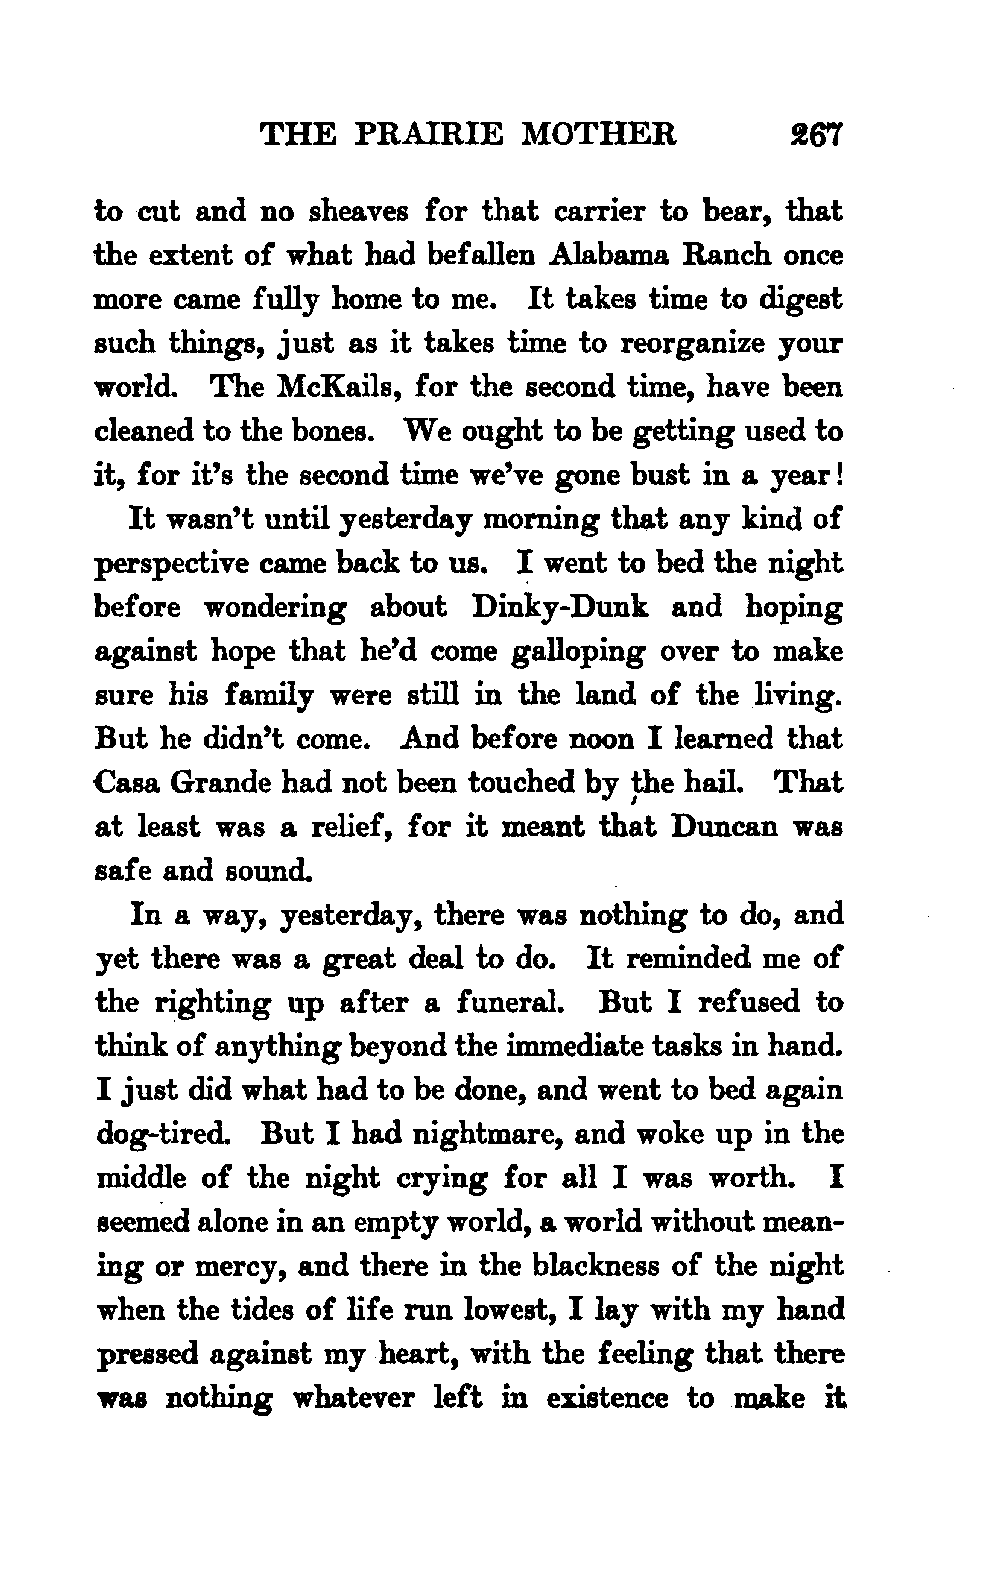 THE PRAIRIE MOTHER 267
to cut and no sheaves for that carrier to bear, that
the extent of what had befallen Alabama Ranch once
more came fully home to me. It takes time to digest
such things, just as it takes time to reorganize your
world. The McKails, for the second time, have been
cleaned to the bones. We ought to be getting used to
it, for it's the second time we've gone bust in a year!
It wasn't until yesterday morning that any kind of
perspective came back to us. I went to bed the night
before wondering about Dinky-Dunk and hoping
against hope that he'd come galloping over to make
sure his family were still in the land of the living.
But he didn't come. And before noon I learned that
Casa Grande had not been touched by the hail. That
at least was a relief, for it meant that Duncan was
safe and sound.
In a way, yesterday, there was nothing to do, and
yet there was a great deal to do. It reminded me of
the righting up after a funeral. But I refused to
think of anything beyond the immediate tasks in hand.
I just did what had to be done, and went to bed again
dog-tired. But I had nightmare, and woke up in the
middle of the night crying for all I was worth. I
seemed alone in an empty world, a world without mean-
ing or mercy, and there in the blackness of the night
when the tides of life run lowest, I lay with my hand
pressed against my heart, with the feeling that there
was nothing whatever left in existence to make it